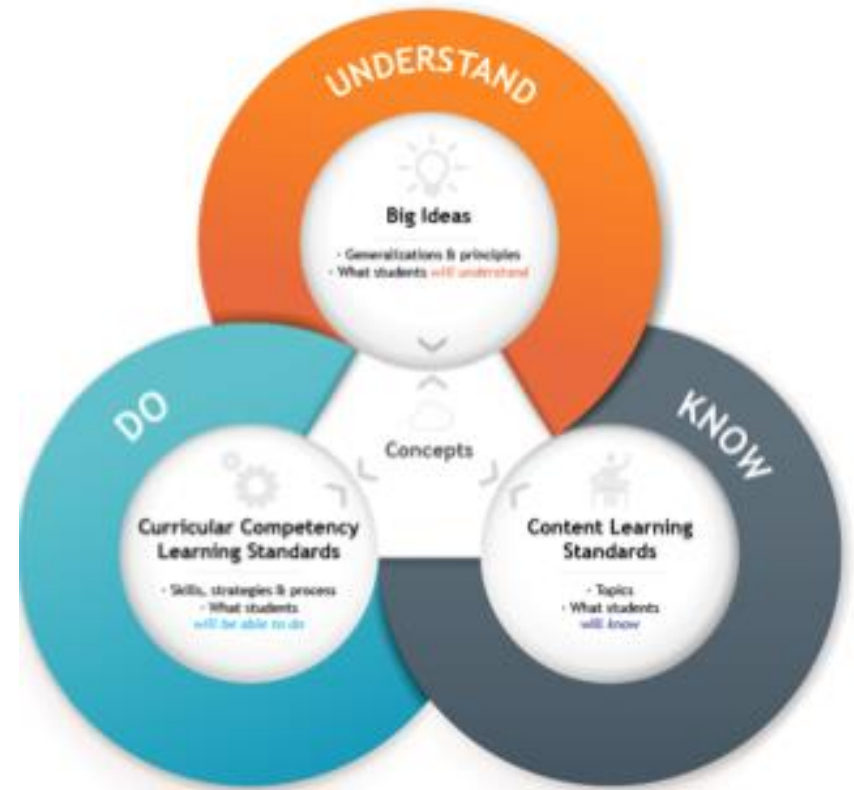 UNDERSTAND
Big Ideas
- Generalizations & principles
- What students will understand
DO
KNOW
Concepts
Curricular Competency
Learning Standards
- Skills, strategies & process
- What students
will be able to do
Content Learning
Standards
- Topics
- What students
will know